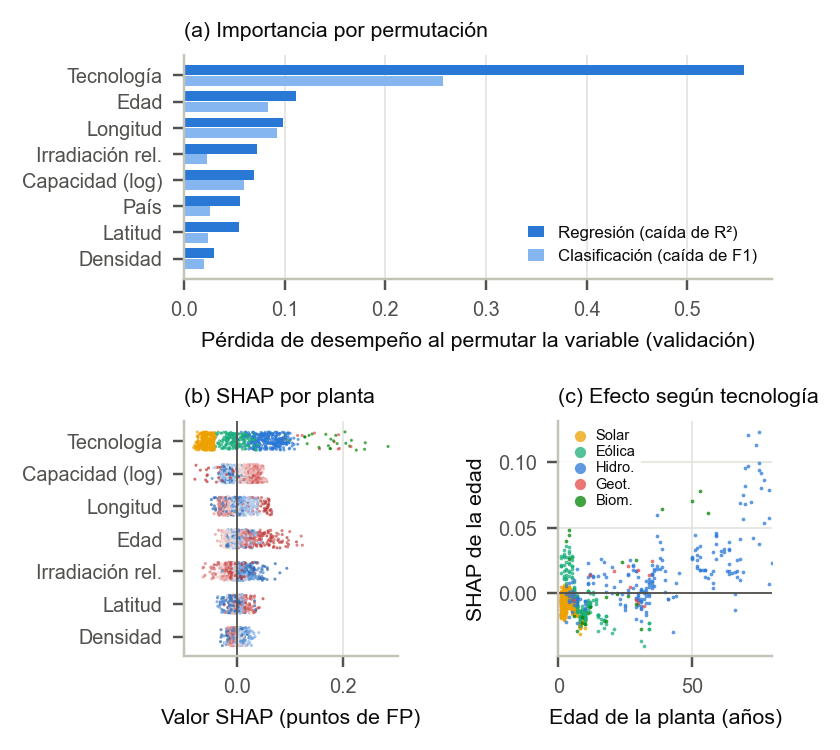 (a) Importancia por permutación
Tecnología
Edad
Longitud
Irradiación rel.
Capacidad (log)
País
Latitud
Densidad
Regresión (caída de R²)
Clasificación (caída de F1)
0.0 0.1 0.2 0.3 0.4 0.5
Pérdida de desempeño al permutar la variable (validación)
(b) SHAP por planta
Tecnología
Capacidad (log)
Longitud
Edad
Irradiación rel.
Latitud
Densidad
0.0 0.2
Valor SHAP (puntos de FP)
(c) Efecto según tecnología
Solar
Eólica
Hidro.
Geot.
Biom.
SHAP de la edad
0.10
0.05
0.00
0 50
Edad de la planta (años)